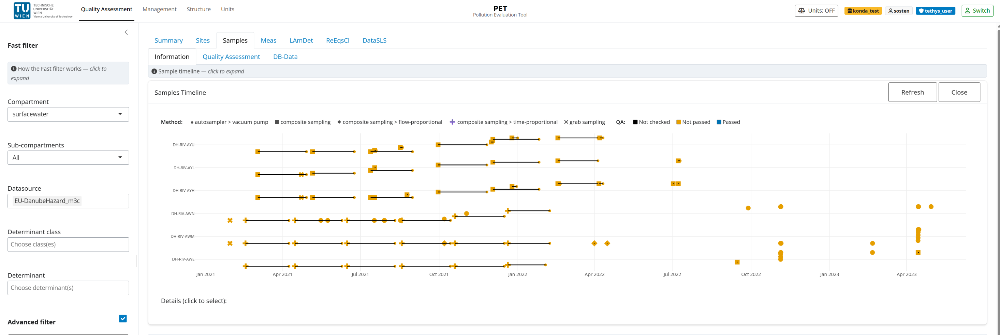 TU WIEN
TECHNISCHE
UNIVERSITÄT
WIEN
Vienna University of Technology
Quality Assessment
Management
Structure
Units
PET
Pollution Evaluation Tool
Units: OFF
konda_test
sosten
tethys_user
Switch
Fast filter
How the Fast filter works — click to
expand
Compartment
surfacewater
Sub-compartments
All
Datasource
EU-DanubeHazard_m3c
Determinant class
Choose class(es)
Determinant
Choose determinant(s)
Advanced filter
Summary
Sites
Samples
Meas
LAmDet
ReEqsCl
DataSLS
Information
Quality Assessment
DB-Data
Sample timeline — click to expand
Samples Timeline
Refresh
Close
Method:
autosampler > vacuum pump
composite sampling
composite sampling > flow-proportional
composite sampling > time-proportional
grab sampling
QA:
Not checked
Not passed
Passed
DH-RIV-AYU
DH-RIV-AYL
DH-RIV-AYH
DH-RIV-AWN
DH-RIV-AWM
DH-RIV-AWE
Jan 2021
Apr 2021
Jul 2021
Oct 2021
Jan 2022
Apr 2022
Jul 2022
Oct 2022
Jan 2023
Apr 2023
Details (click to select):